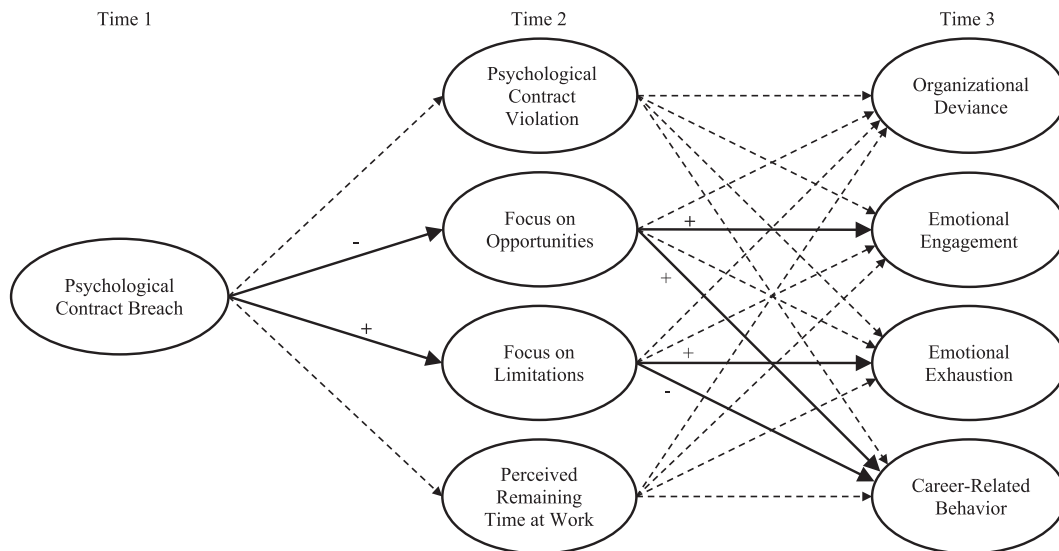 Time 1
Time 2
Time 3
Psychological
Contract
Violation
Organizational
Deviance
Focus on
Opportunities
Emotional
Engagement
Psychological
Contract Breach
Focus on
Limitations
Emotional
Exhaustion
Perceived
Remaining
Time at Work
Career-Related
Behavior
-
+
+
+
+
-